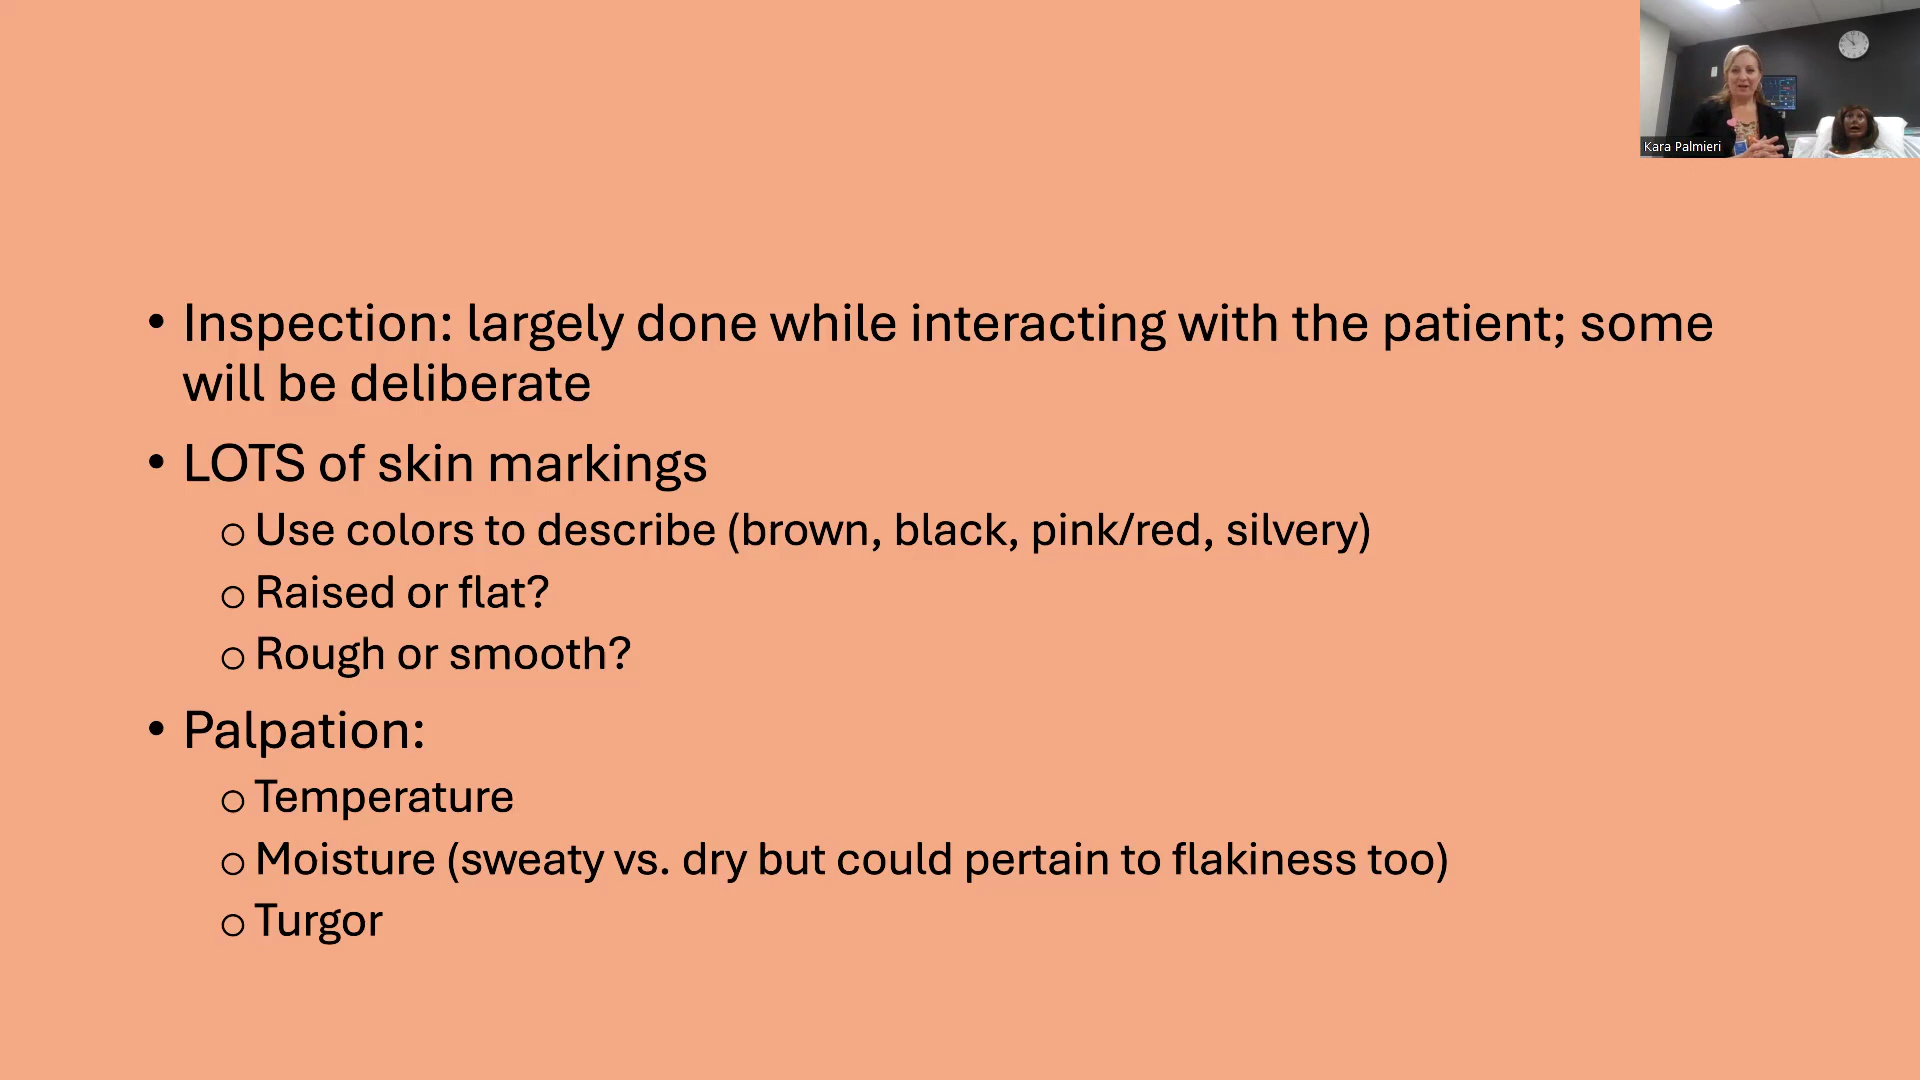 Kara Palmieri
• Inspection: largely done while interacting with the patient; some
will be deliberate
• LOTS of skin markings
o Use colors to describe (brown, black, pink/red, silvery)
o Raised or flat?
o Rough or smooth?
• Palpation:
o Temperature
o Moisture (sweaty vs. dry but could pertain to flakiness too)
o Turgor